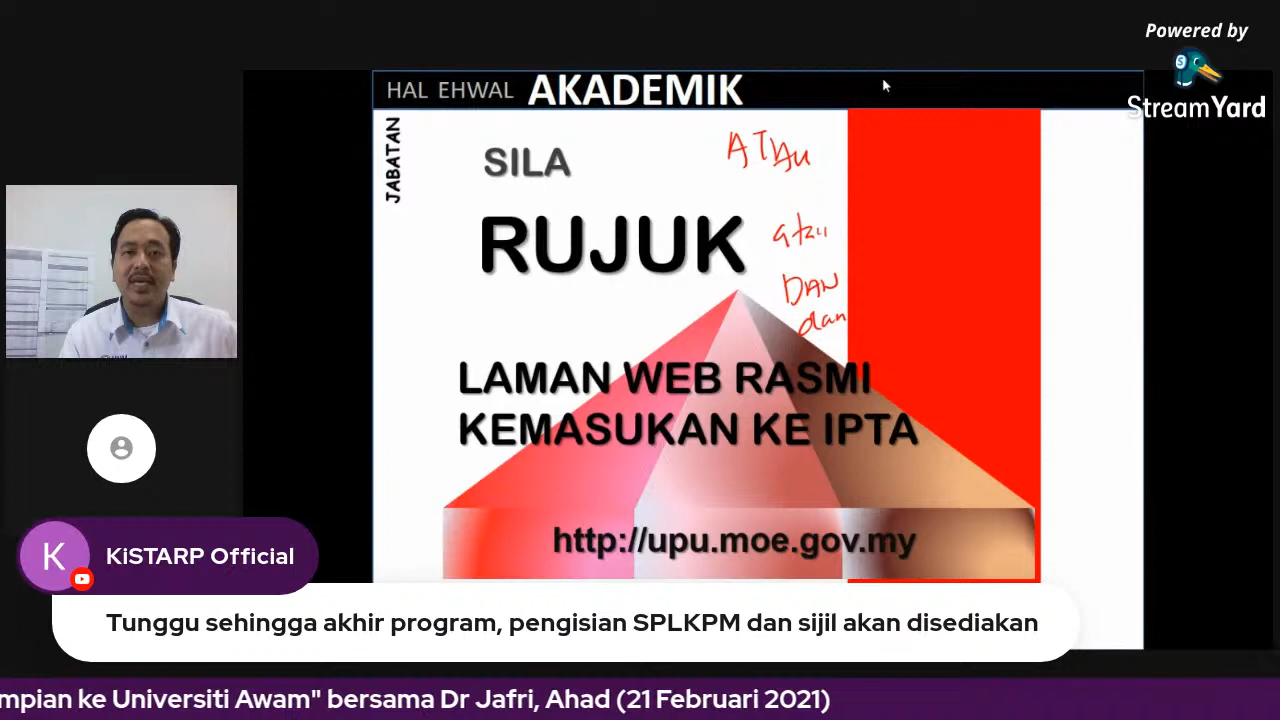 Powered by
StreamYard
HAL EHWAL AKADEMIK
JABATAN
SILA
RUJUK
ATAu
atau
DAN
dan
LAMAN WEB RASMI
KEMASUKAN KE IPTA
http://upu.moe.gov.my
K
KiSTARP Official
Tunggu sehingga akhir program, pengisian SPLKPM dan sijil akan disediakan
mpian ke Universiti Awam" bersama Dr Jafri, Ahad (21 Februari 2021)